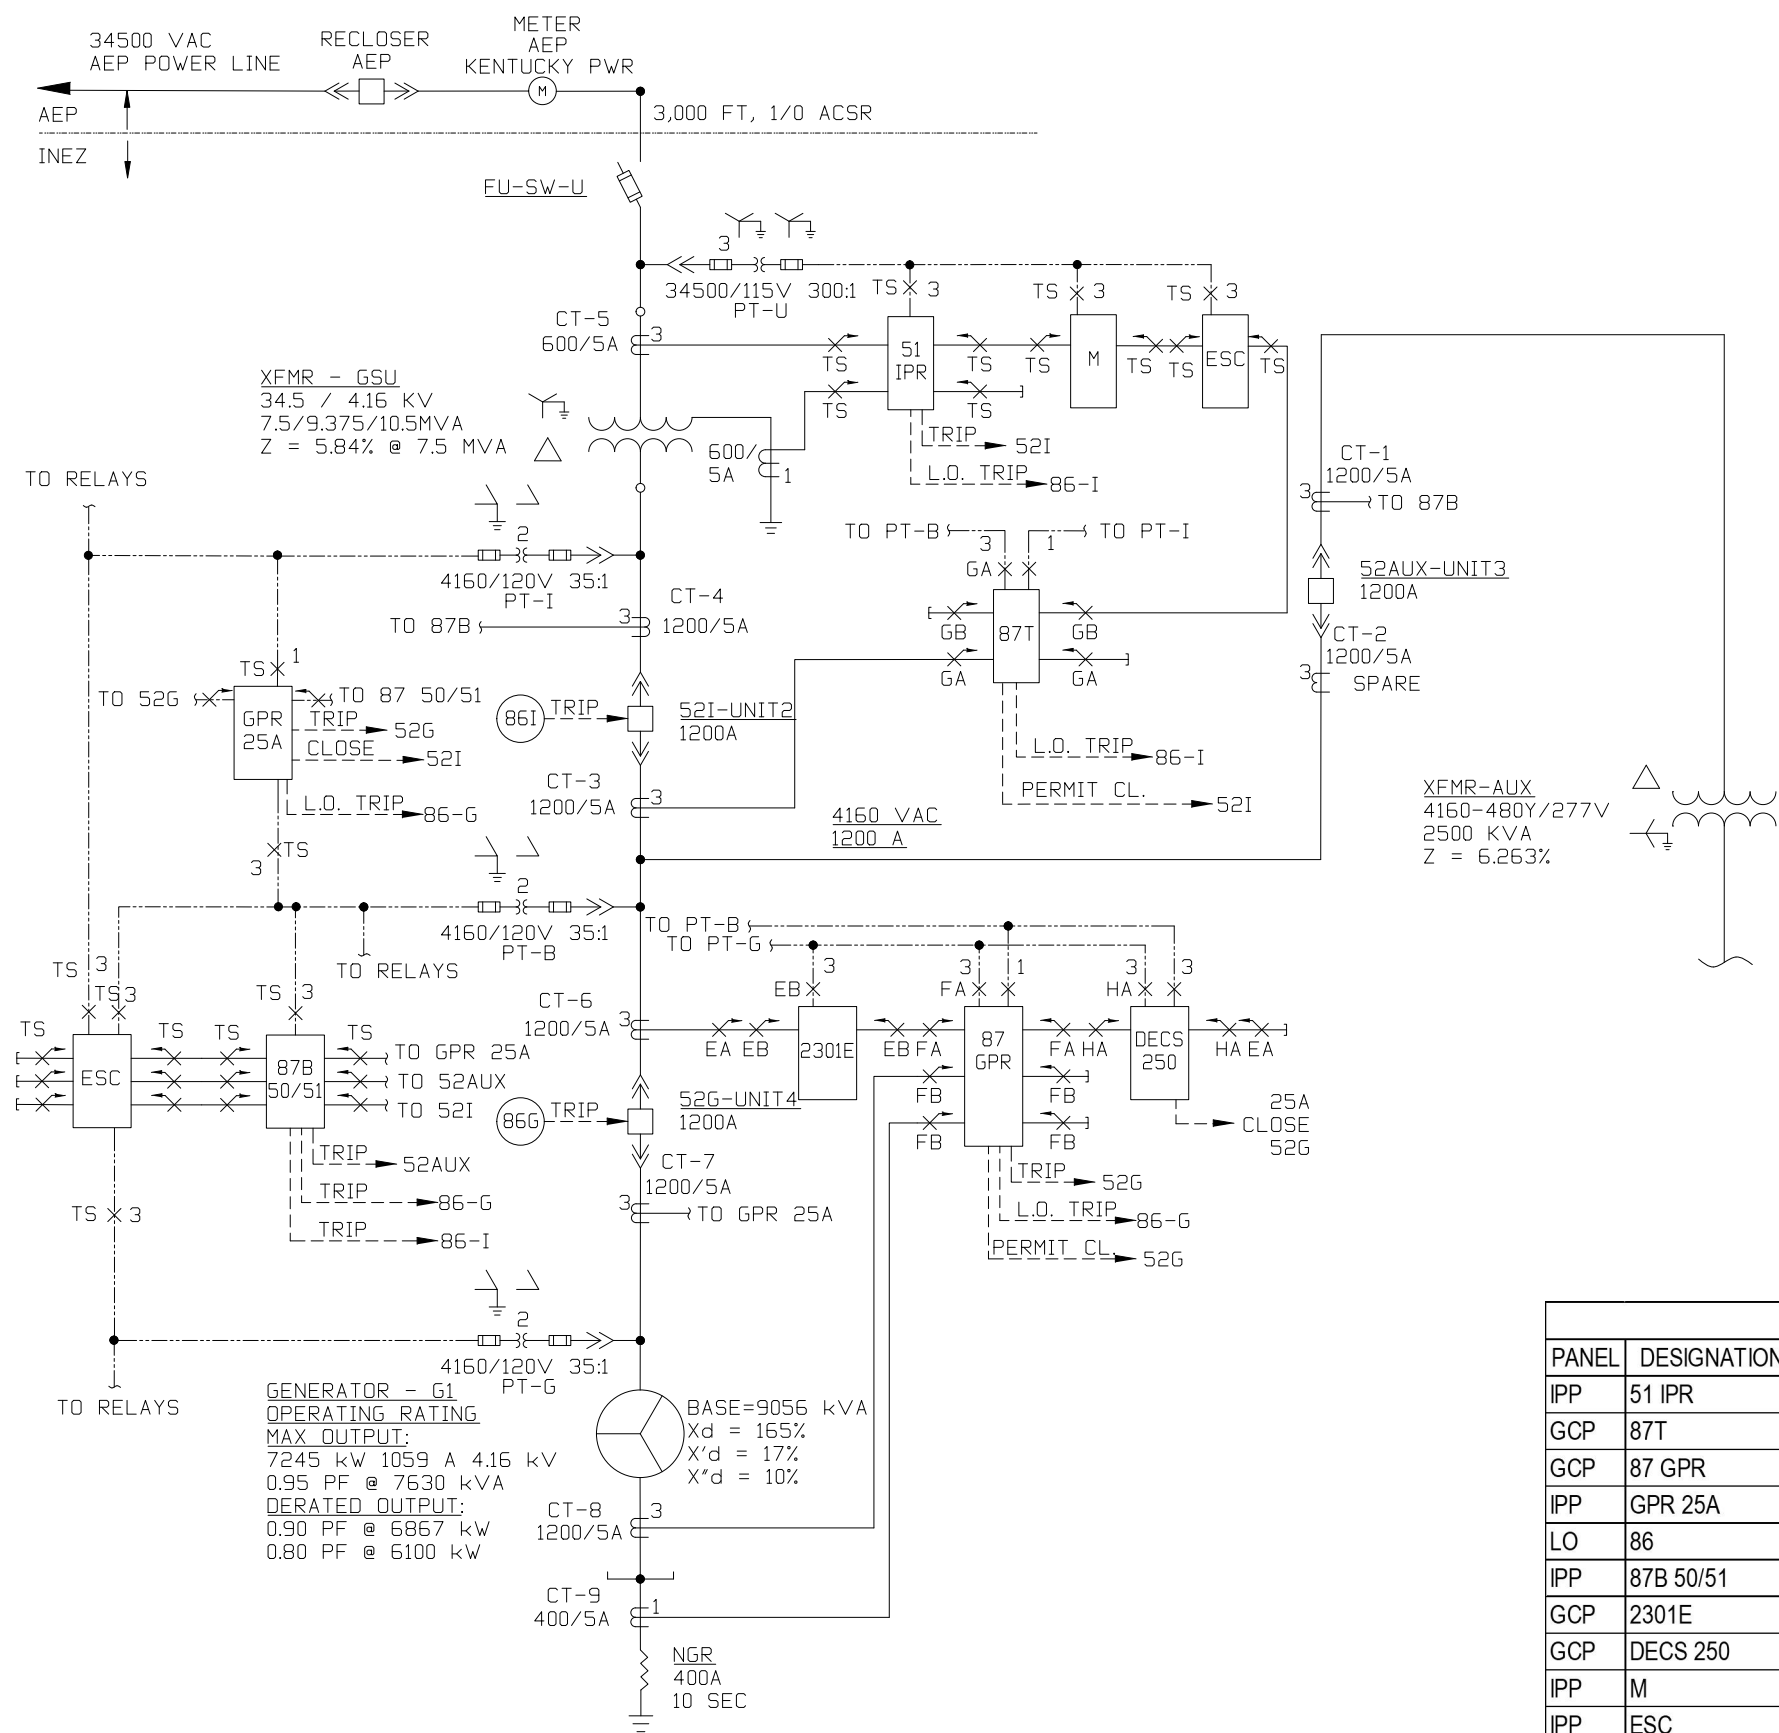 34500 VAC
AEP POWER LINE
RECLOSER
AEP
METER
AEP
KENTUCKY PWR
M
AEP
INEZ
3,000 FT, 1/0 ACSR
FU-SW-U
3
34500/115V 300:1
PT-U
TS 3
TS 3
TS 3
CT-5
600/5A
3
TS
51
IPR
TS
TS
M
TS
TS
ESC
TS
TS
TS
XFMR - GSU
34.5 / 4.16 KV
7.5/9.375/10.5MVA
Z = 5.84% @ 7.5 MVA
600/
5A
1
TRIP
52I
L.O. TRIP
86-I
CT-1
1200/5A
3
TO 87B
TO RELAYS
2
4160/120V 35:1
PT-I
TO PT-B
TO PT-I
3
1
GA
52AUX-UNIT3
1200A
CT-4
1200/5A
3
TO 87B
GB
87T
GB
GA
GA
CT-2
1200/5A
3
SPARE
TS
1
TO 52G
TO 87 50/51
GPR
25A
TRIP
52G
CLOSE
52I
L.O. TRIP
86-G
86I
TRIP
52I-UNIT2
1200A
L.O. TRIP
86-I
PERMIT CL.
52I
CT-3
1200/5A
3
4160 VAC
1200 A
XFMR-AUX
4160-480Y/277V
2500 KVA
Z = 6.263%
TS
3
2
4160/120V 35:1
PT-B
TO RELAYS
TO PT-B
TO PT-G
3
3
1
3
3
EB
FA
HA
TS
3
TS
3
TS
3
CT-6
1200/5A
3
EA
EB
2301E
EB
FA
87
GPR
FA
HA
DECS
250
HA
EA
FB
FB
FB
FB
TS
ESC
TS
TS
87B
50/51
TS
TO GPR 25A
TO 52AUX
TO 52I
86G
TRIP
52G-UNIT4
1200A
25A
CLOSE
52G
TRIP
52AUX
TRIP
86-G
TRIP
86-I
CT-7
1200/5A
3
TO GPR 25A
TRIP
52G
L.O. TRIP
86-G
PERMIT CL.
52G
TS 3
2
4160/120V 35:1
PT-G
TO RELAYS
GENERATOR - G1
OPERATING RATING
MAX OUTPUT:
7245 kW 1059 A 4.16 kV
0.95 PF @ 7630 kVA
DERATED OUTPUT:
0.90 PF @ 6867 kW
0.80 PF @ 6100 kW
BASE=9056 kVA
Xd = 165%
X'd = 17%
X"d = 10%
CT-8
1200/5A
3
CT-9
400/5A
1
NGR
400A
10 SEC
PANEL DESIGNATION
IPP 51 IPR
GCP 87T
GCP 87 GPR
IPP GPR 25A
LO 86
IPP 87B 50/51
GCP 2301E
GCP DECS 250
IPP M
IPP ESC